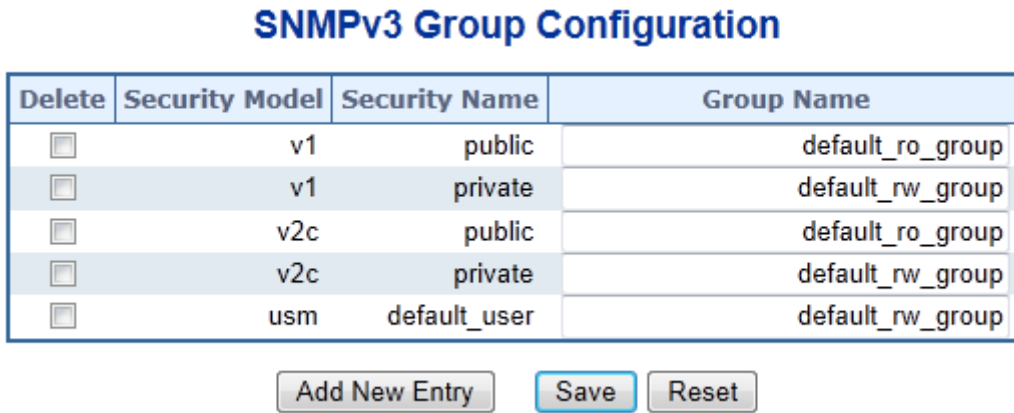 SNMPv3 Group Configuration
Delete Security Model Security Name Group Name
v1 public default_ro_group
v1 private default_rw_group
v2c public default_ro_group
v2c private default_rw_group
usm default_user default_rw_group
Add New Entry Save Reset